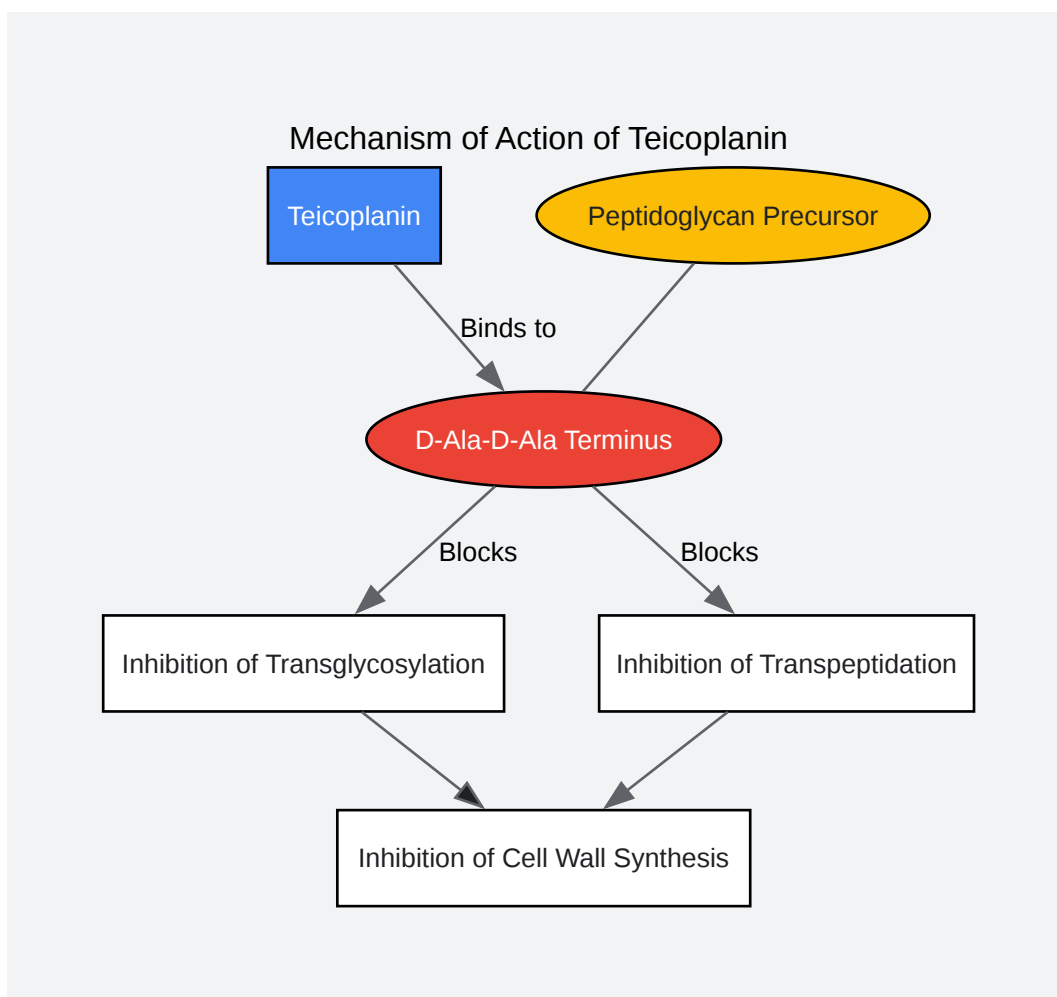 Mechanism of Action of Teicoplanin
Teicoplanin
Peptidoglycan Precursor
Binds to
D-Ala-D-Ala Terminus
Blocks
Blocks
Inhibition of Transglycosylation
Inhibition of Transpeptidation
Inhibition of Cell Wall Synthesis